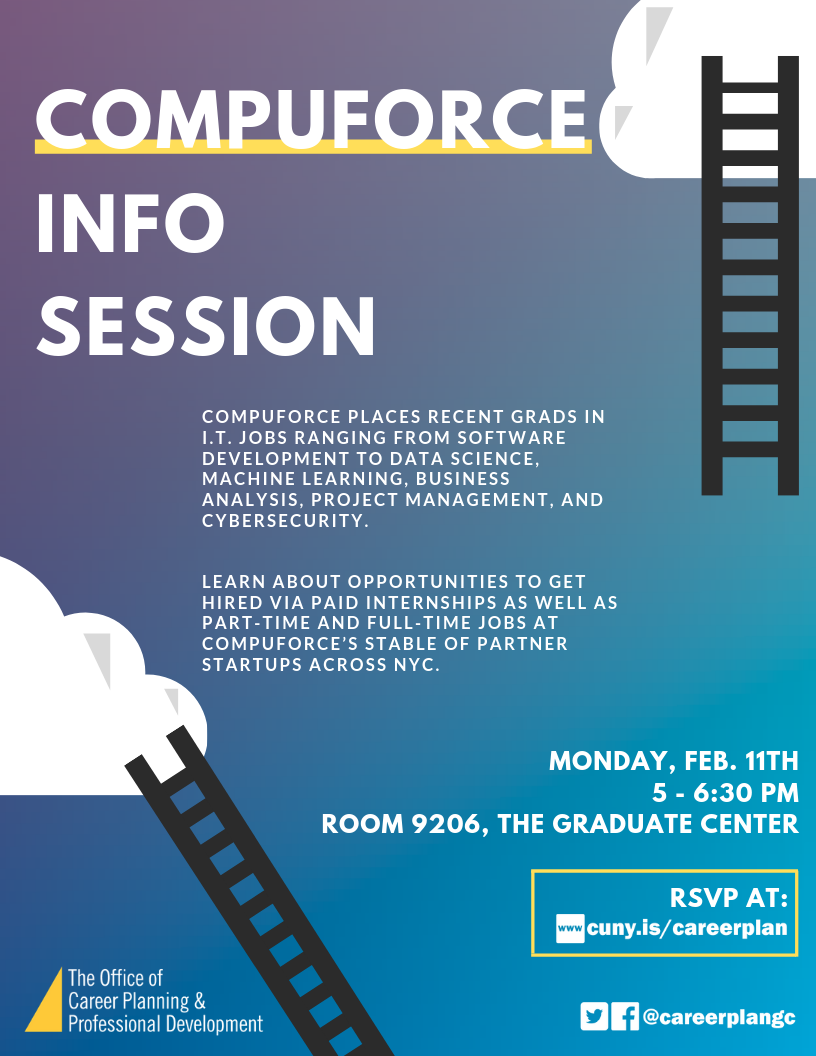 COMPUFORCE
INFO
SESSION
COMPUFORCE PLACES RECENT GRADS IN
I.T. JOBS RANGING FROM SOFTWARE
DEVELOPMENT TO DATA SCIENCE,
MACHINE LEARNING, BUSINESS
ANALYSIS, PROJECT MANAGEMENT, AND
CYBERSECURITY.
LEARN ABOUT OPPORTUNITIES TO GET
HIRED VIA PAID INTERNSHIPS AS WELL AS
PART-TIME AND FULL-TIME JOBS AT
COMPUFORCE’S STABLE OF PARTNER
STARTUPS ACROSS NYC.
MONDAY, FEB. 11TH
5 - 6:30 PM
ROOM 9206, THE GRADUATE CENTER
RSVP AT:
www cuny.is/careerplan
The Office of
Career Planning &
Professional Development
@careerplangc